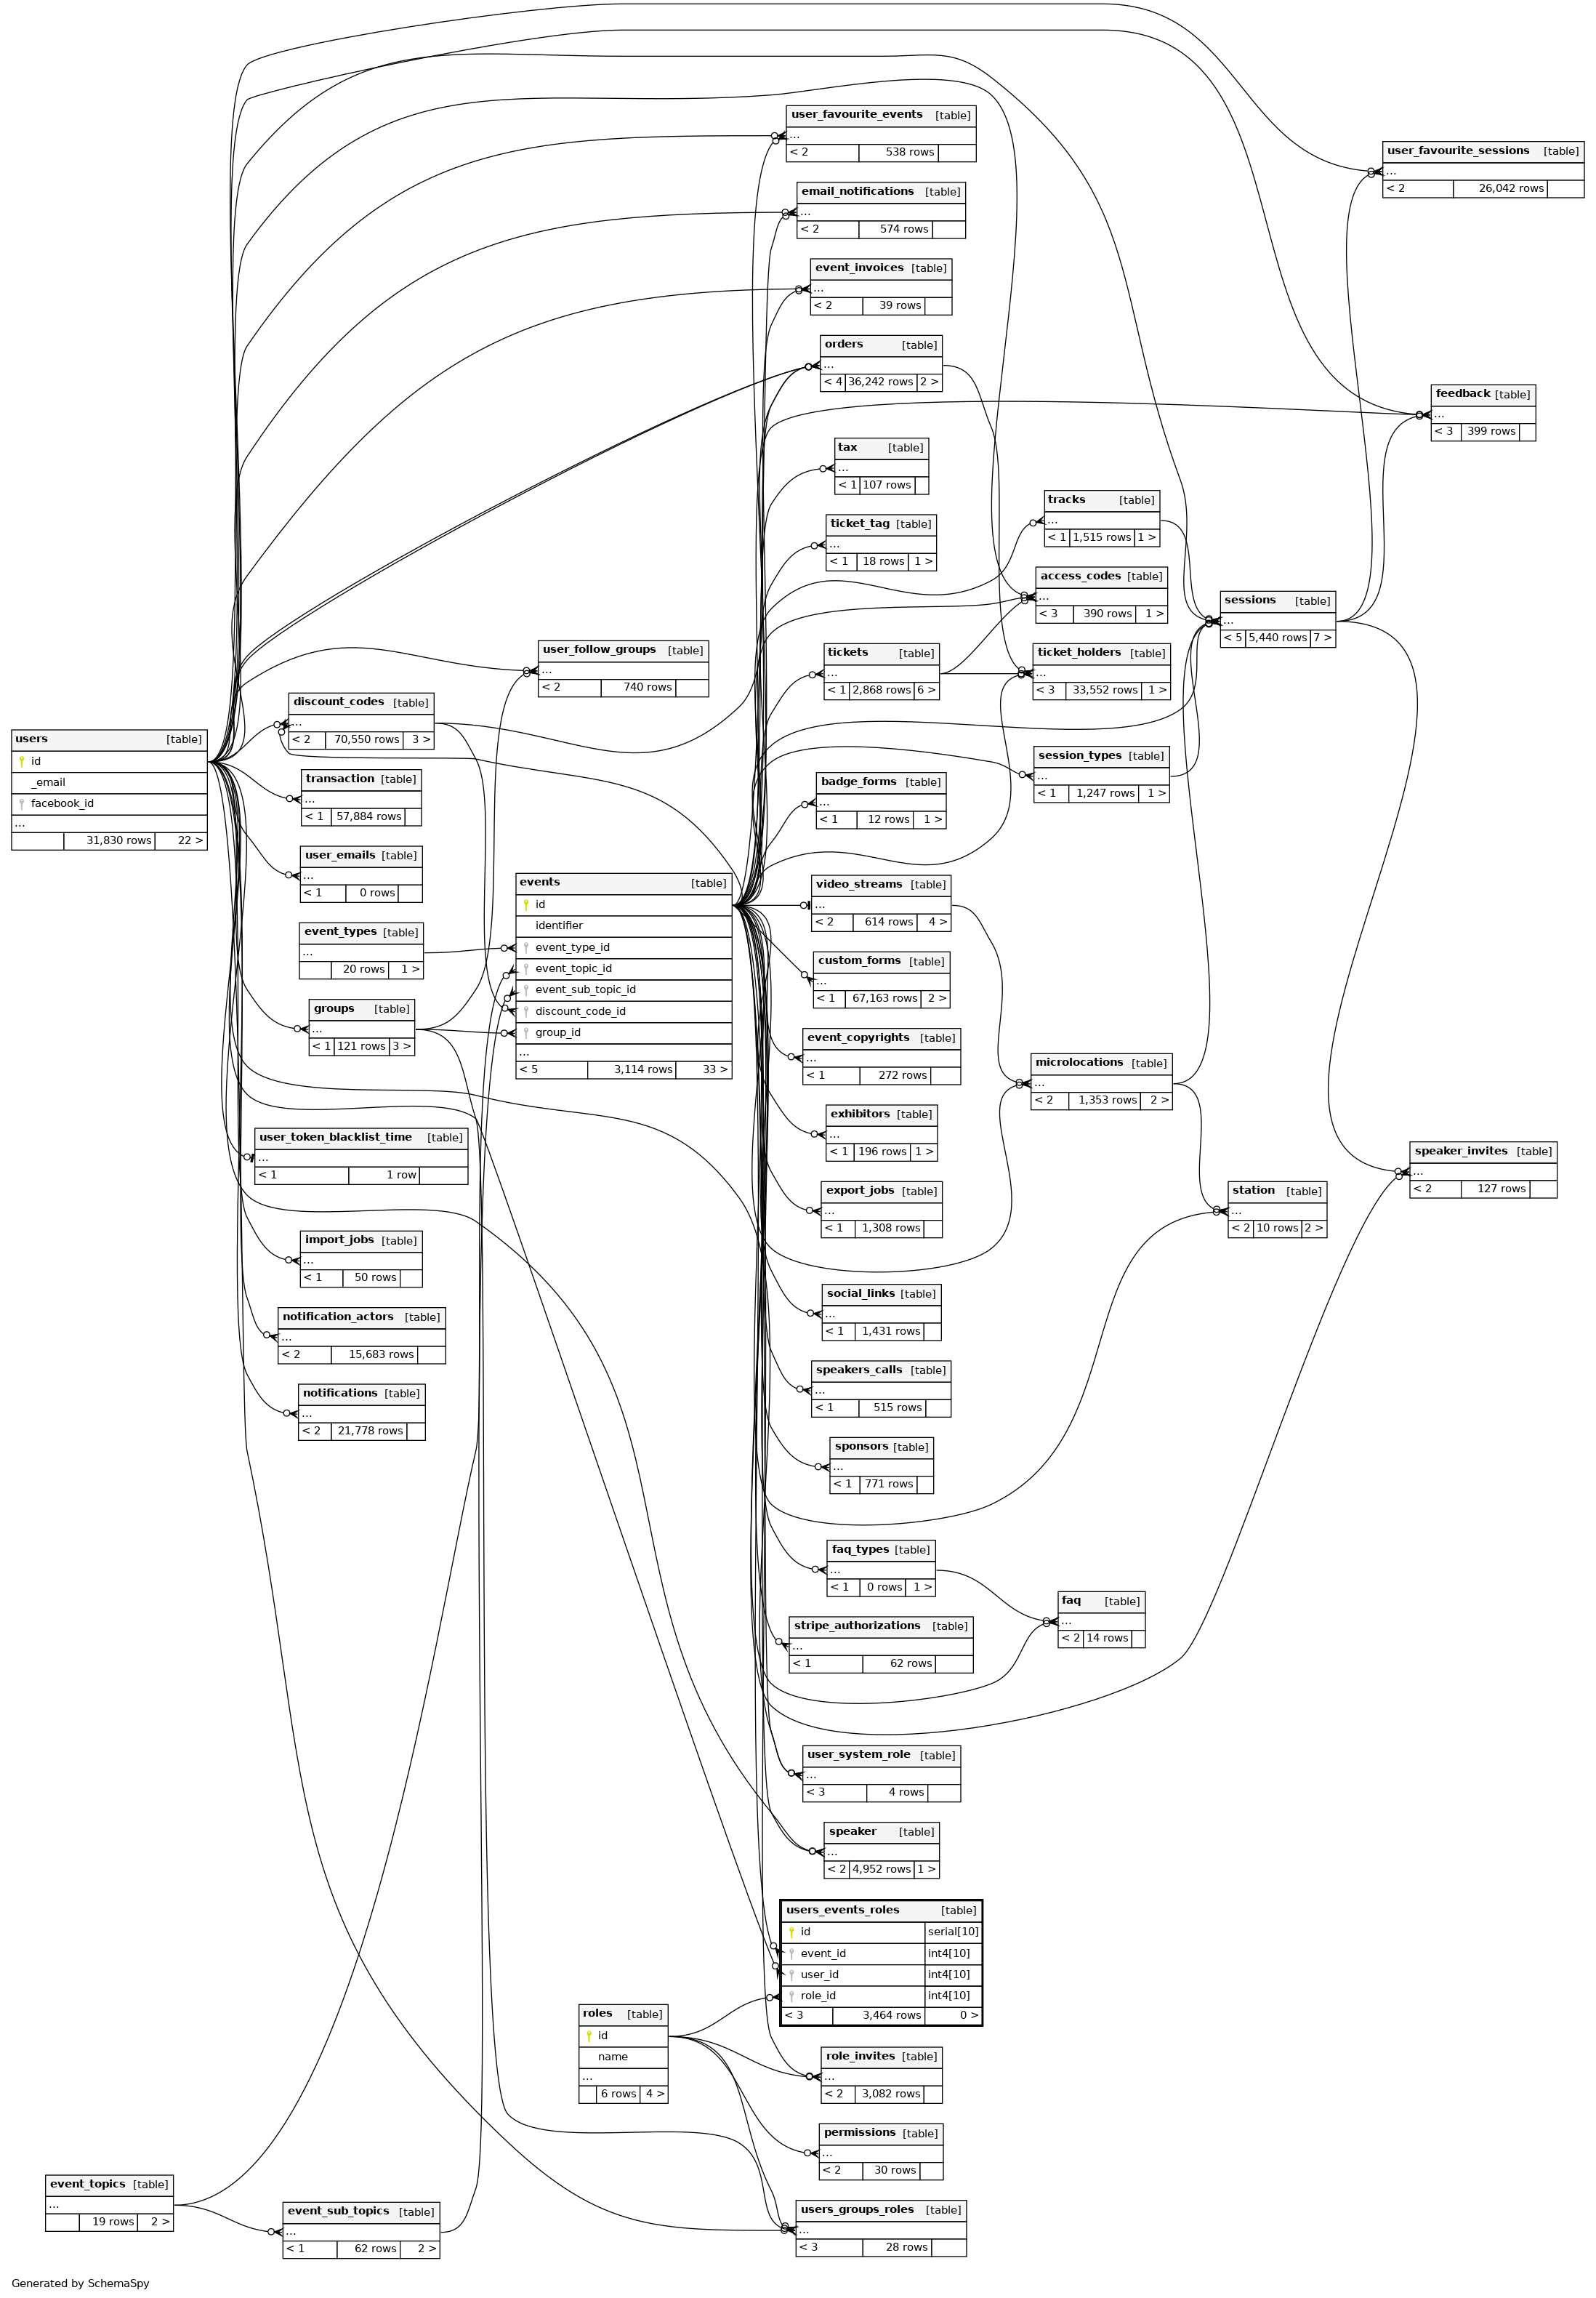 user_favourite_events [table]
...
< 2 538 rows
user_favourite_sessions [table]
...
< 2 26,042 rows
email_notifications [table]
...
< 2 574 rows
event_invoices [table]
...
< 2 39 rows
orders [table]
...
< 4 36,242 rows 2 >
feedback [table]
...
< 3 399 rows
tax [table]
...
< 1 107 rows
tracks [table]
...
< 1 1,515 rows 1 >
ticket_tag [table]
...
< 1 18 rows 1 >
access_codes [table]
...
< 3 390 rows 1 >
sessions [table]
...
< 5 5,440 rows 7 >
user_follow_groups [table]
...
< 2 740 rows
tickets [table]
...
< 1 2,868 rows 6 >
ticket_holders [table]
...
< 3 33,552 rows 1 >
discount_codes [table]
...
< 2 70,550 rows 3 >
users [table]
id
_email
facebook_id
...
31,830 rows 22 >
transaction [table]
...
< 1 57,884 rows
session_types [table]
...
< 1 1,247 rows 1 >
badge_forms [table]
...
< 1 12 rows 1 >
user_emails [table]
...
< 1 0 rows
events [table]
id
identifier
event_type_id
event_topic_id
event_sub_topic_id
discount_code_id
group_id
...
< 5 3,114 rows 33 >
video_streams [table]
...
< 2 614 rows 4 >
event_types [table]
...
20 rows 1 >
custom_forms [table]
...
< 1 67,163 rows 2 >
groups [table]
...
< 1 121 rows 3 >
event_copyrights [table]
...
< 1 272 rows
microlocations [table]
...
< 2 1,353 rows 2 >
exhibitors [table]
...
< 1 196 rows 1 >
user_token_blacklist_time [table]
...
< 1 1 row
speaker_invites [table]
...
< 2 127 rows
export_jobs [table]
...
< 1 1,308 rows
station [table]
...
< 2 10 rows 2 >
import_jobs [table]
...
< 1 50 rows
social_links [table]
...
< 1 1,431 rows
notification_actors [table]
...
< 2 15,683 rows
speakers_calls [table]
...
< 1 515 rows
notifications [table]
...
< 2 21,778 rows
sponsors [table]
...
< 1 771 rows
faq_types [table]
...
< 1 0 rows 1 >
faq [table]
...
< 2 14 rows
stripe_authorizations [table]
...
< 1 62 rows
user_system_role [table]
...
< 3 4 rows
speaker [table]
...
< 2 4,952 rows 1 >
users_events_roles [table]
id serial[10]
event_id int4[10]
user_id int4[10]
role_id int4[10]
< 3 3,464 rows 0 >
roles [table]
id
name
...
6 rows 4 >
role_invites [table]
...
< 2 3,082 rows
permissions [table]
...
< 2 30 rows
event_topics [table]
...
19 rows 2 >
event_sub_topics [table]
...
< 1 62 rows 2 >
users_groups_roles [table]
...
< 3 28 rows
Generated by SchemaSpy